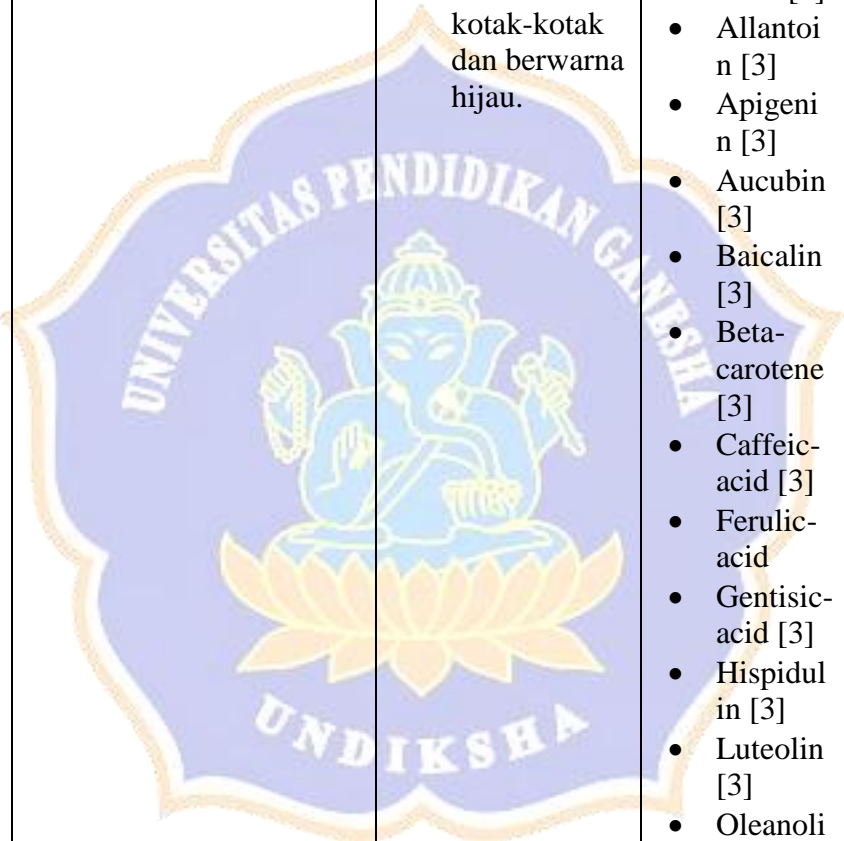 kotak-kotak
dan berwarna
hijau.
• Allantoi
n [3]
• Apigeni
n [3]
• Aucubin
[3]
• Baicalin
[3]
• Beta-
carotene
[3]
• Caffeic-
acid [3]
• Ferulic-
acid
• Gentisic-
acid [3]
• Hispidul
in [3]
• Luteolin
[3]
• Oleanoli
UNIVERSITAS PENDIDIKAN GANESHA
UNDIKSHA